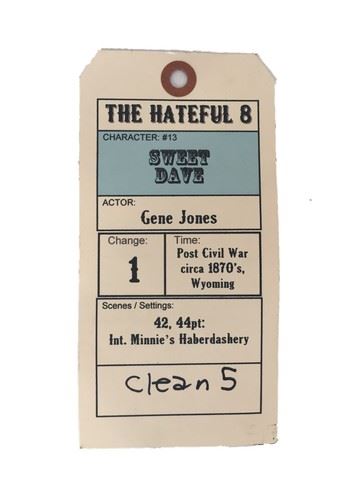 THE HATEFUL 8
CHARACTER: #13
SWEET
DAVE
ACTOR:
Gene Jones
Change:
1
Time:
Post Civil War
circa 1870's,
Wyoming
Scenes / Settings:
42, 44pt:
Int. Minnie's Haberdashery
Clean 5